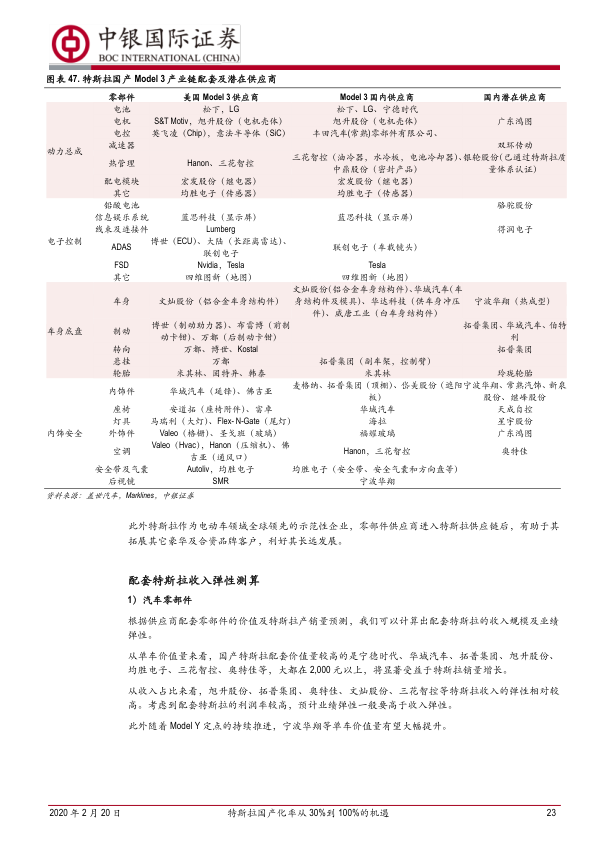 中银国际证券
BOC INTERNATIONAL (CHINA)
图表 47. 特斯拉国产 Model 3 产业链配套及潜在供应商
零部件 美国 Model 3 供应商 Model 3 国内供应商 国内潜在供应商
动力总成
电池 松下，LG 松下、LG、宁德时代
电机 S&T Motiv，旭升股份（电机壳体） 旭升股份（电机壳体） 广东鸿图
电控 英飞凌（Chip），意法半导体（SiC） 丰田汽车(常熟)零部件有限公司、
减速器 双环传动
热管理 Hanon、三花智控 三花智控（油冷器，水冷板，电池冷却器）、中鼎股份（密封产品） 银轮股份（已通过特斯拉质量体系认证）
配电模块 宏发股份（继电器） 宏发股份（继电器）
其它 均胜电子（传感器） 均胜电子（传感器）
电子控制
铅酸电池 骆驼股份
信息娱乐系统 蓝思科技（显示屏） 蓝思科技（显示屏）
线束及连接件 Lumberg 得润电子
ADAS 博世（ECU）、大陆（长距离雷达）、联创电子 联创电子（车载镜头）
FSD Nvidia，Tesla Tesla
其它 四维图新（地图） 四维图新（地图）
车身底盘
车身 文灿股份（铝合金车身结构件） 文灿股份(铝合金车身结构件)、华域汽车(车身结构件及模具)、华达科技（供车身冲压件）、威唐工业（白车身结构件） 宁波华翔（热成型）
制动 博世（制动助力器）、布雷博（前制动卡钳）、万都（后制动卡钳） 拓普集团、华域汽车、伯特利
转向 万都、博世、Kostal 拓普集团
悬挂 万都 拓普集团（副车架，控制臂）
轮胎 米其林、固特异、韩泰 米其林 玲珑轮胎
内饰安全
内饰件 华域汽车（延锋）、佛吉亚 麦格纳、拓普集团（顶棚）、岱美股份（遮阳板） 宁波华翔、常熟汽饰、新泉股份、继峰股份
座椅 安道拓（座椅附件）、富卓 华域汽车 天成自控
灯具 马瑞利（大灯）、Flex-N-Gate（尾灯） 海拉 星宇股份
外饰件 Valeo（格栅）、圣戈班（玻璃） 福耀玻璃 广东鸿图
空调 Valeo（Hvac），Hanon（压缩机）、佛吉亚（通风口） Hanon，三花智控 奥特佳
安全带及气囊 Autoliv，均胜电子 均胜电子（安全带、安全气囊和方向盘等）
后视镜 SMR 宁波华翔
资料来源：盖世汽车，Marklines，中银证券
此外特斯拉作为电动车领域全球领先的示范性企业，零部件供应商进入特斯拉供应链后，有助于其
拓展其它豪华及合资品牌客户，利好其长远发展。
配套特斯拉收入弹性测算
1）汽车零部件
根据供应商配套零部件的价值及特斯拉产销量预测，我们可以计算出配套特斯拉的收入规模及业绩
弹性。
从单车价值量来看，国产特斯拉配套价值量较高的是宁德时代、华域汽车、拓普集团、旭升股份、
均胜电子、三花智控、奥特佳等，大都在 2,000 元以上，将显著受益于特斯拉销量增长。
从收入占比来看，旭升股份、拓普集团、奥特佳、文灿股份、三花智控等特斯拉收入的弹性相对较
高。考虑到配套特斯拉的利润率较高，预计业绩弹性一般要高于收入弹性。
此外随着 Model Y 定点的持续推进，宁波华翔等单车价值量有望大幅提升。
2020 年 2 月 20 日 特斯拉国产化率从 30%到 100%的机遇 23